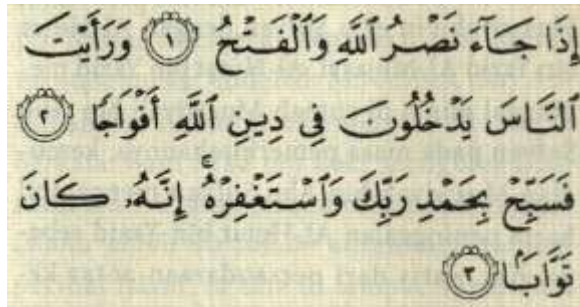 إِذَا جَآءَ نَصْرُ ٱللَّهِ وَٱلْفَتْحُ ١ وَرَأَيْتَ
ٱلنَّاسَ يَدْخُلُونَ فِى دِينِ ٱللَّهِ أَفْوَاجًا ٢
فَسَبِّحْ بِحَمْدِ رَبِّكَ وَٱسْتَغْفِرْهُ ۚ إِنَّهُۥ كَانَ
تَوَّابًۢا ٣